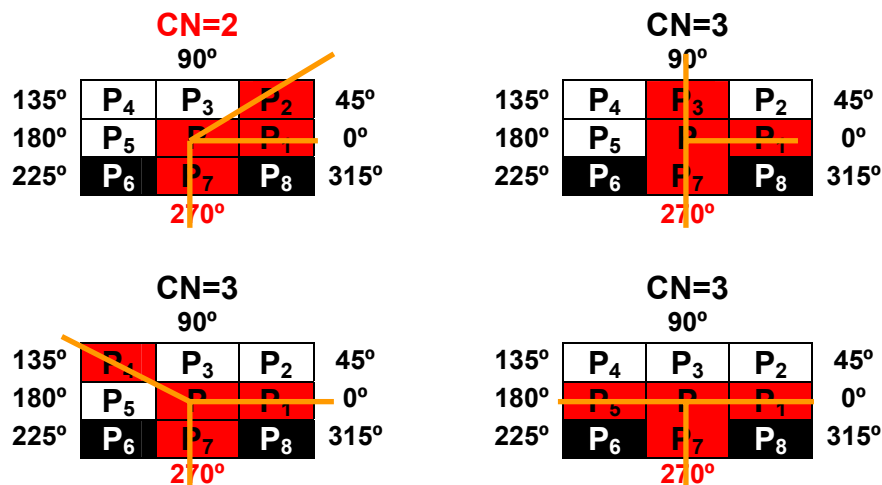 CN=2
90º
135º P4 P3 P2 45º
180º P5 P P1 0º
225º P6 P7 P8 315º
270º
CN=3
90º
135º P4 P3 P2 45º
180º P5 P P1 0º
225º P6 P7 P8 315º
270º
CN=3
90º
135º P4 P3 P2 45º
180º P5 P P1 0º
225º P6 P7 P8 315º
270º
CN=3
90º
135º P4 P3 P2 45º
180º P5 P P1 0º
225º P6 P7 P8 315º
270º